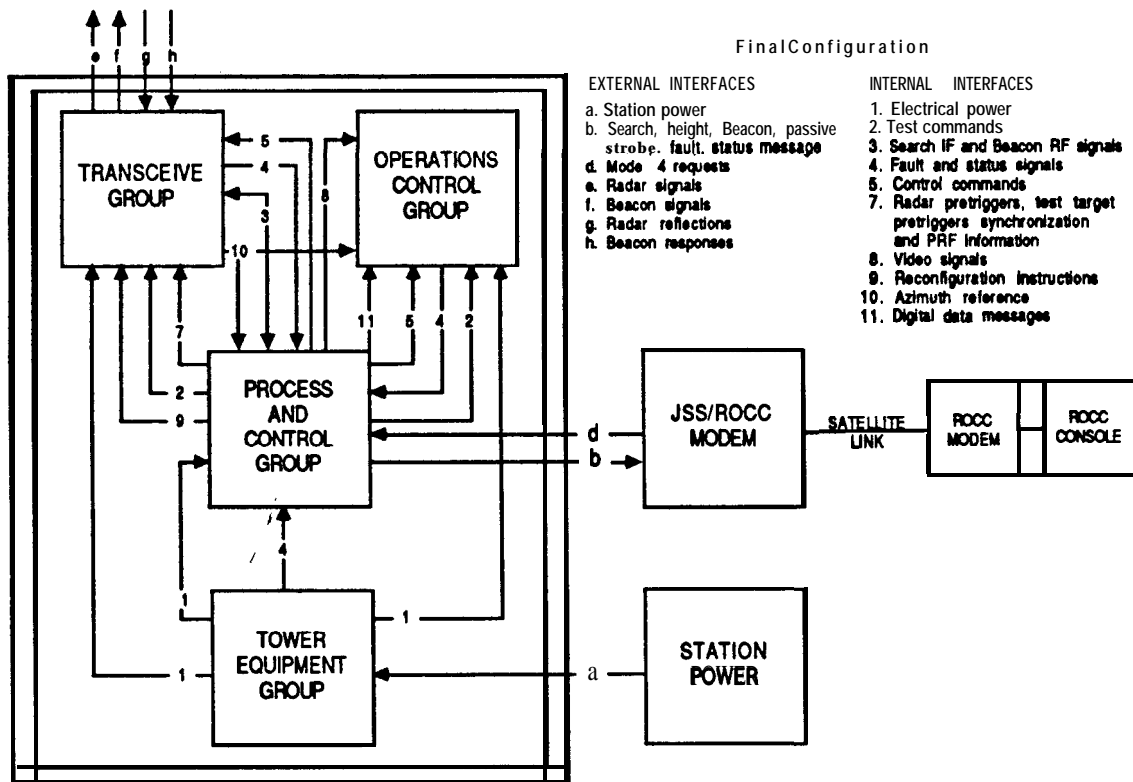 FinalConfiguration
EXTERNAL INTERFACES
a. Station power
b. Search, height, Beacon, passive
strobe. fault. status message
d. Mode 4 requests
e. Radar signals
f. Beacon signals
g. Radar reflections
h. Beacon responses
INTERNAL INTERFACES
1. Electrical power
2. Test commands
3. Search IF and Beacon RF signals
4. Fault and status signals
5. Control commands
7. Radar pretriggers, test target
pretriggers synchronization
and PRF information
8. Video signals
9. Reconfiguration instructions
10. Azimuth reference
11. Digital data messages
e f g h
TRANSCEIVE
GROUP
5
4
3
10
8
OPERATIONS
CONTROL
GROUP
7
2
9
11 5 4 2
PROCESS
AND
CONTROL
GROUP
d
b
JSS/ROCC
MODEM
SATELLITE
LINK
ROCC
MODEM
ROCC
CONSOLE
4
1
1
1
TOWER
EQUIPMENT
GROUP
a
STATION
POWER